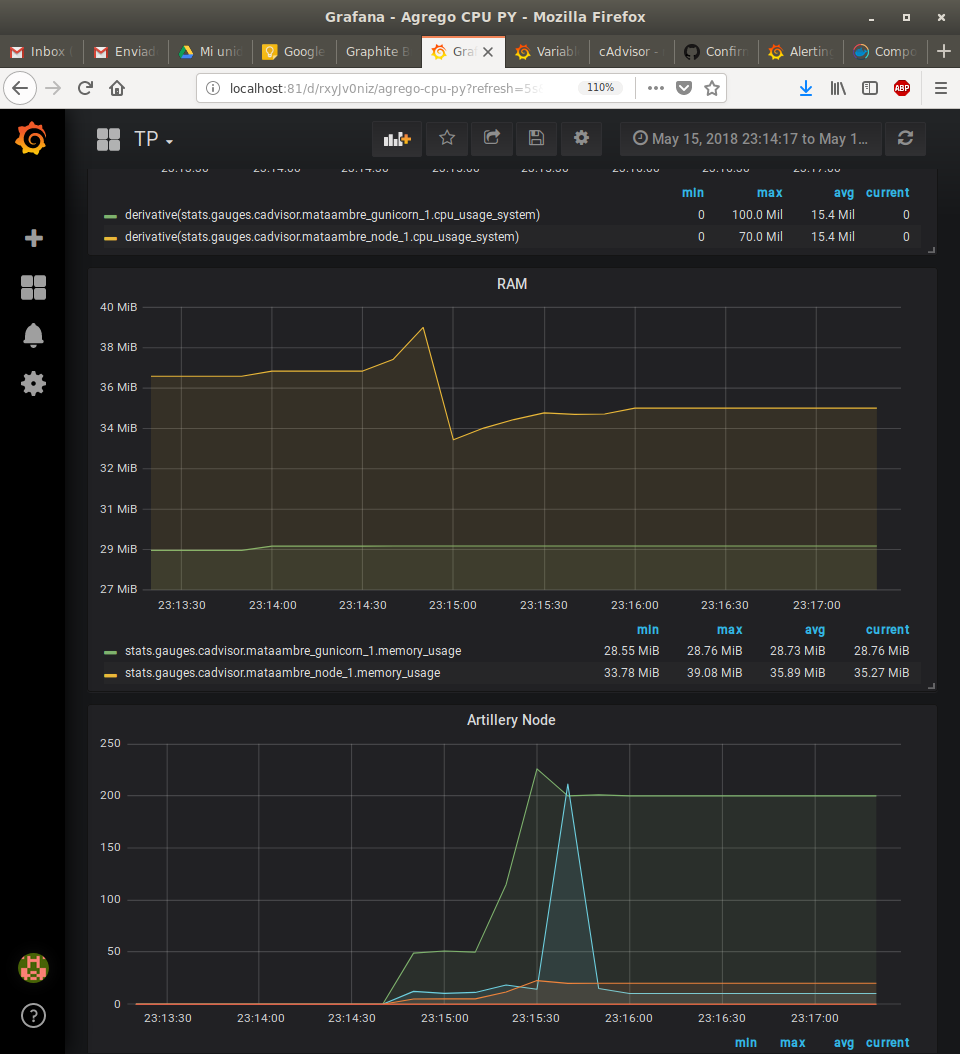 Grafana - Agrego CPU PY - Mozilla Firefox
Inbox Enviad Mi unid Google Graphite B Graf Variabl cAdvisor - Confirm Alerting Compo
localhost:81/d/rxyJv0niz/agrego-cpu-py?refresh=5s 110% ABP
TP May 15, 2018 23:14:17 to May 1...
23:13:30 23:14:00 23:14:30 23:15:00 23:15:30 23:16:00 23:16:30 23:17:00
min max avg current
derivative(stats.gauges.cadvisor.mataambre_gunicorn_1.cpu_usage_system) 0 100.0 Mil 15.4 Mil 0
derivative(stats.gauges.cadvisor.mataambre_node_1.cpu_usage_system) 0 70.0 Mil 15.4 Mil 0
RAM
40 MiB
38 MiB
36 MiB
34 MiB
32 MiB
31 MiB
29 MiB
27 MiB
23:13:30 23:14:00 23:14:30 23:15:00 23:15:30 23:16:00 23:16:30 23:17:00
min max avg current
stats.gauges.cadvisor.mataambre_gunicorn_1.memory_usage 28.55 MiB 28.76 MiB 28.73 MiB 28.76 MiB
stats.gauges.cadvisor.mataambre_node_1.memory_usage 33.78 MiB 39.08 MiB 35.89 MiB 35.27 MiB
Artillery Node
250
200
150
100
50
0
23:13:30 23:14:00 23:14:30 23:15:00 23:15:30 23:16:00 23:16:30 23:17:00
min max avg current